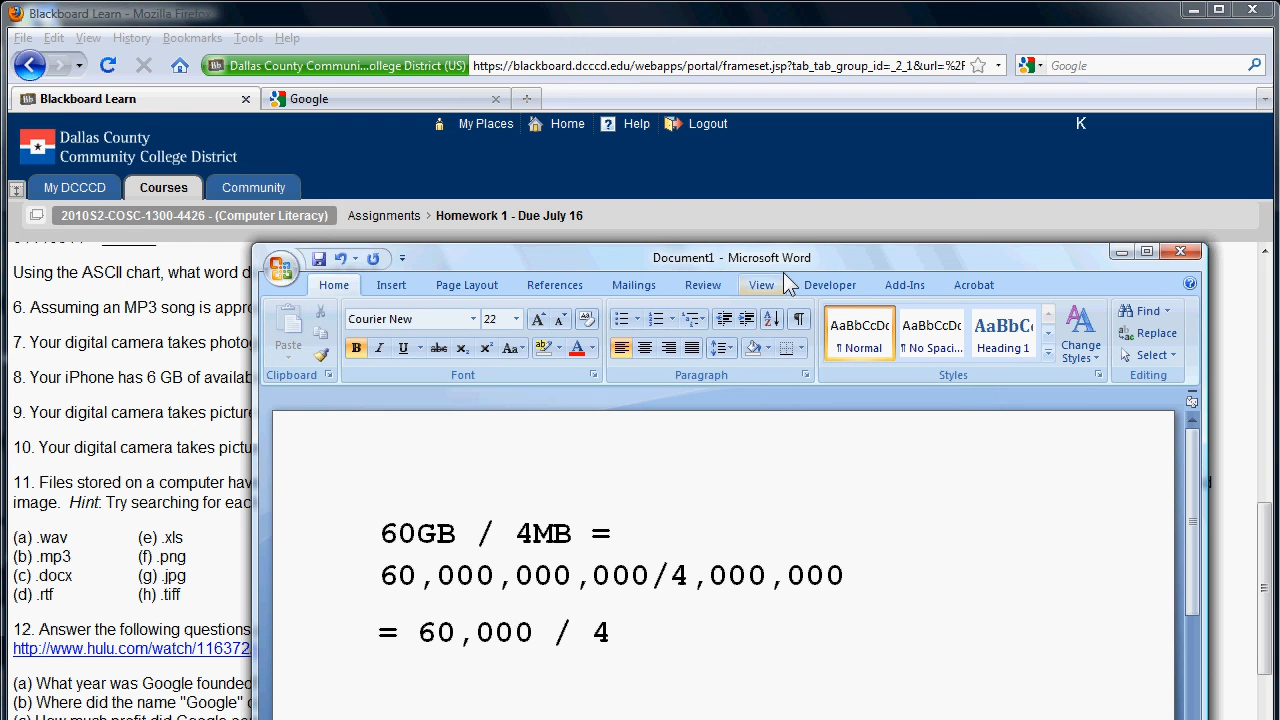 Blackboard Learn - Mozilla Firefox
File Edit View History Bookmarks Tools Help
Dallas County Communi...ollege District (US) https://blackboard.dcccd.edu/webapps/portal/frameset.jsp?tab_tab_group_id=_2_1&url=%2F Google
Blackboard Learn Google
My Places Home Help Logout K
Dallas County
Community College District
My DCCCD Courses Community
2010S2-COSC-1300-4426 - (Computer Literacy) Assignments > Homework 1 - Due July 16
Using the ASCII chart, what word d
6. Assuming an MP3 song is appr
7. Your digital camera takes photo
8. Your iPhone has 6 GB of availab
9. Your digital camera takes picture
10. Your digital camera takes pictu
11. Files stored on a computer hav
image. Hint: Try searching for eac
(a) .wav (e) .xls
(b) .mp3 (f) .png
(c) .docx (g) .jpg
(d) .rtf (h) .tiff
12. Answer the following questions
http://www.hulu.com/watch/116372
(a) What year was Google founded
(b) Where did the name "Google"
Document1 - Microsoft Word
Home Insert Page Layout References Mailings Review View Developer Add-Ins Acrobat
Paste
Clipboard
Courier New 22
B I U abc X₂ X² Aa
Font
Paragraph
AaBbCcDc AaBbCcDc AaBbCc
¶ Normal ¶ No Spaci... Heading 1
Change
Styles
Styles
Find
Replace
Select
Editing
60GB / 4MB =
60,000,000,000/4,000,000
= 60,000 / 4